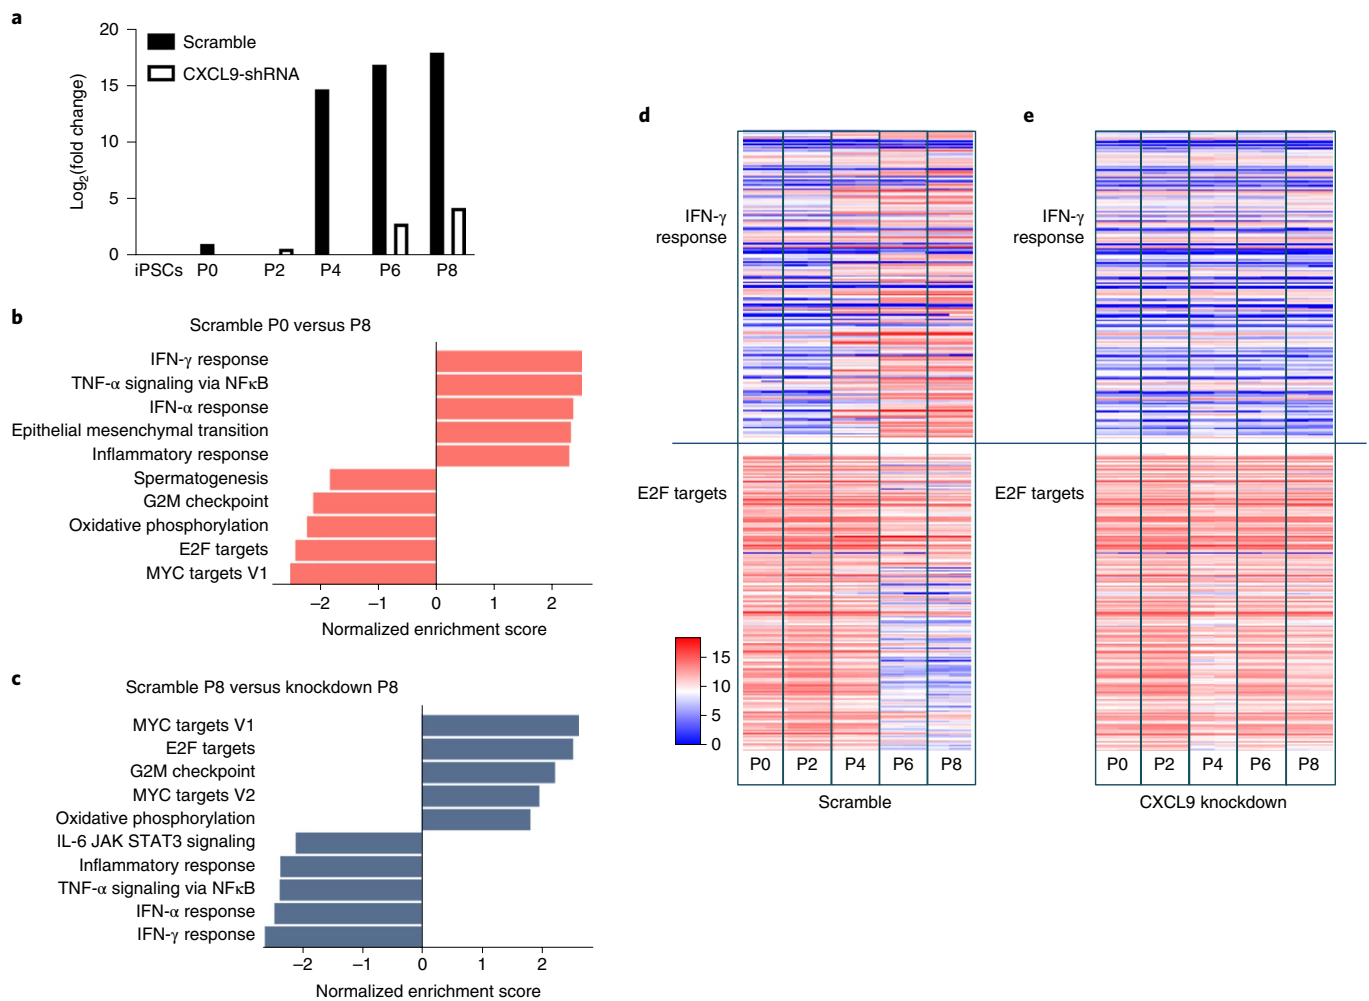 a
20
15
10
5
0
Log2(fold change)
Scramble
CXCL9-shRNA
iPSCs P0 P2 P4 P6 P8
b
Scramble P0 versus P8
IFN-γ response
TNF-α signaling via NFκB
IFN-α response
Epithelial mesenchymal transition
Inflammatory response
Spermatogenesis
G2M checkpoint
Oxidative phosphorylation
E2F targets
MYC targets V1
–2 –1 0 1 2
Normalized enrichment score
c
Scramble P8 versus knockdown P8
MYC targets V1
E2F targets
G2M checkpoint
MYC targets V2
Oxidative phosphorylation
IL-6 JAK STAT3 signaling
Inflammatory response
TNF-α signaling via NFκB
IFN-α response
IFN-γ response
–2 –1 0 1 2
Normalized enrichment score
d
IFN-γ
response
E2F targets
15
10
5
0
P0 P2 P4 P6 P8
Scramble
e
IFN-γ
response
E2F targets
P0 P2 P4 P6 P8
CXCL9 knockdown